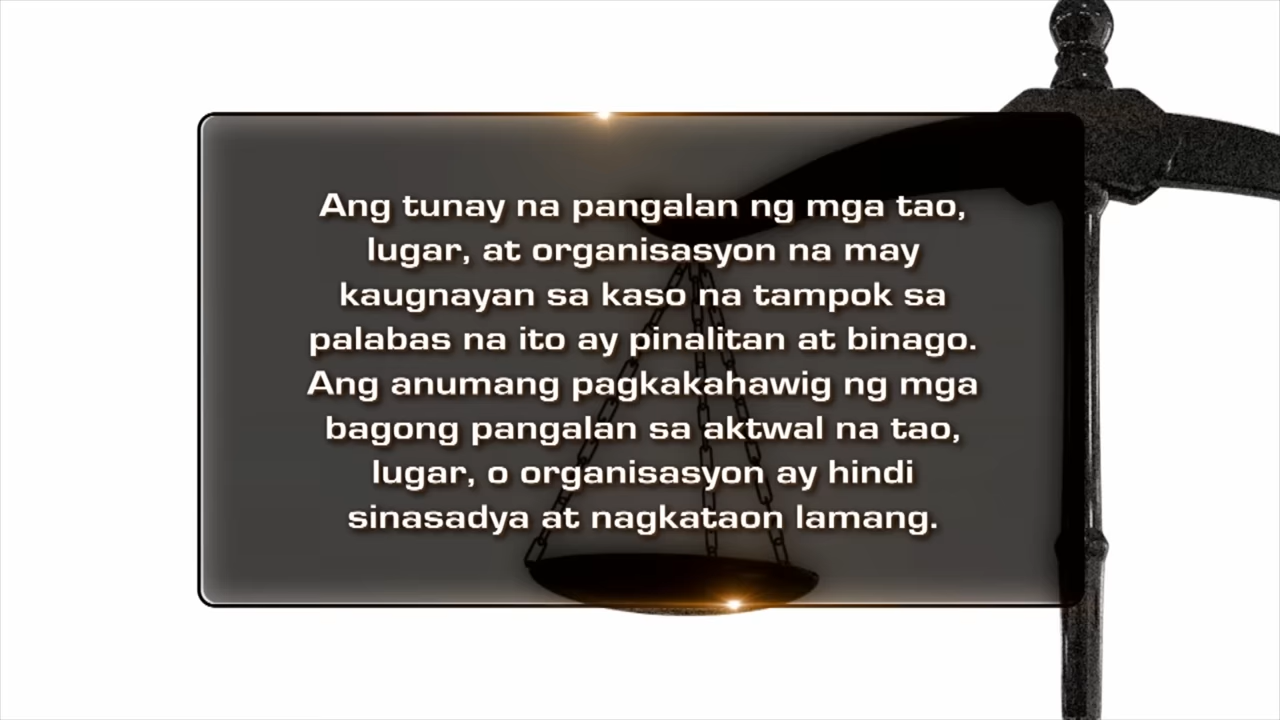 Ang tunay na pangalan ng mga tao,
lugar, at organisasyon na may
kaugnayan sa kaso na tampok sa
palabas na ito ay pinalitan at binago.
Ang anumang pagkakahawig ng mga
bagong pangalan sa aktwal na tao,
lugar, o organisasyon ay hindi
sinasadya at nagkataon lamang.